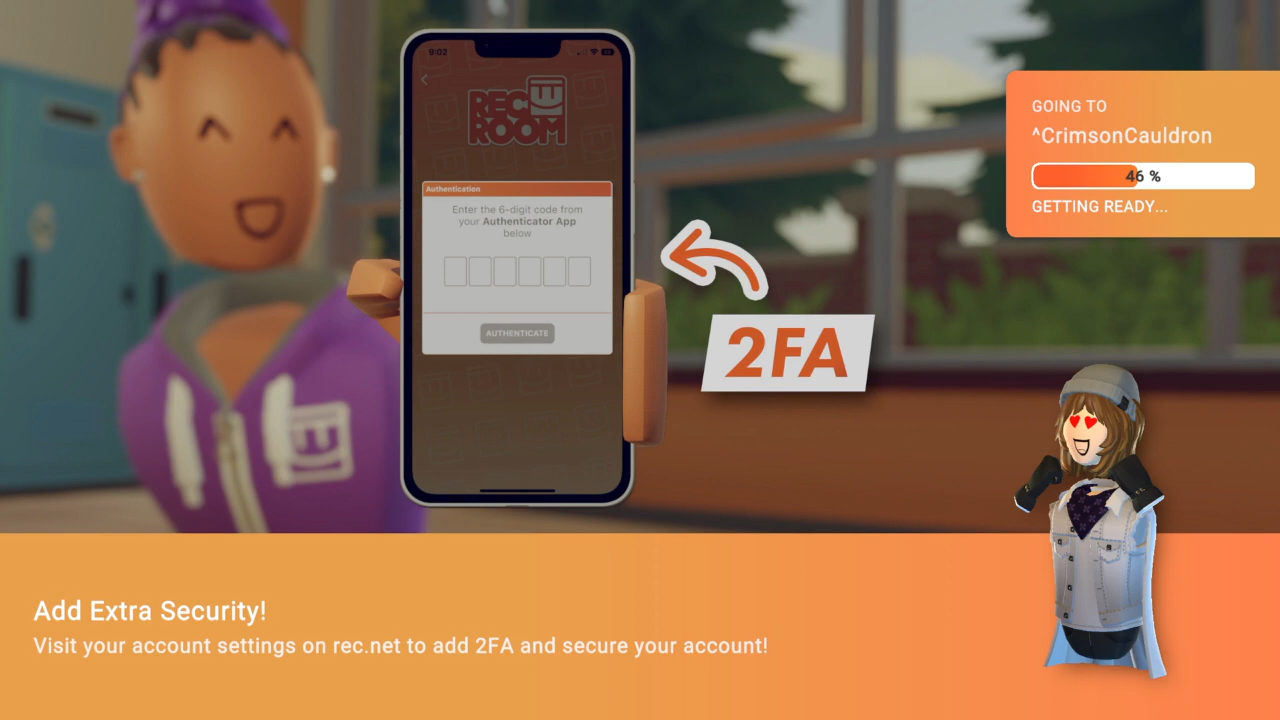 9:02
REC
ROOM
Authentication
Enter the 6-digit code from
your Authenticator App
below
AUTHENTICATE
2FA
GOING TO
^CrimsonCauldron
46 %
GETTING READY...
Add Extra Security!
Visit your account settings on rec.net to add 2FA and secure your account!